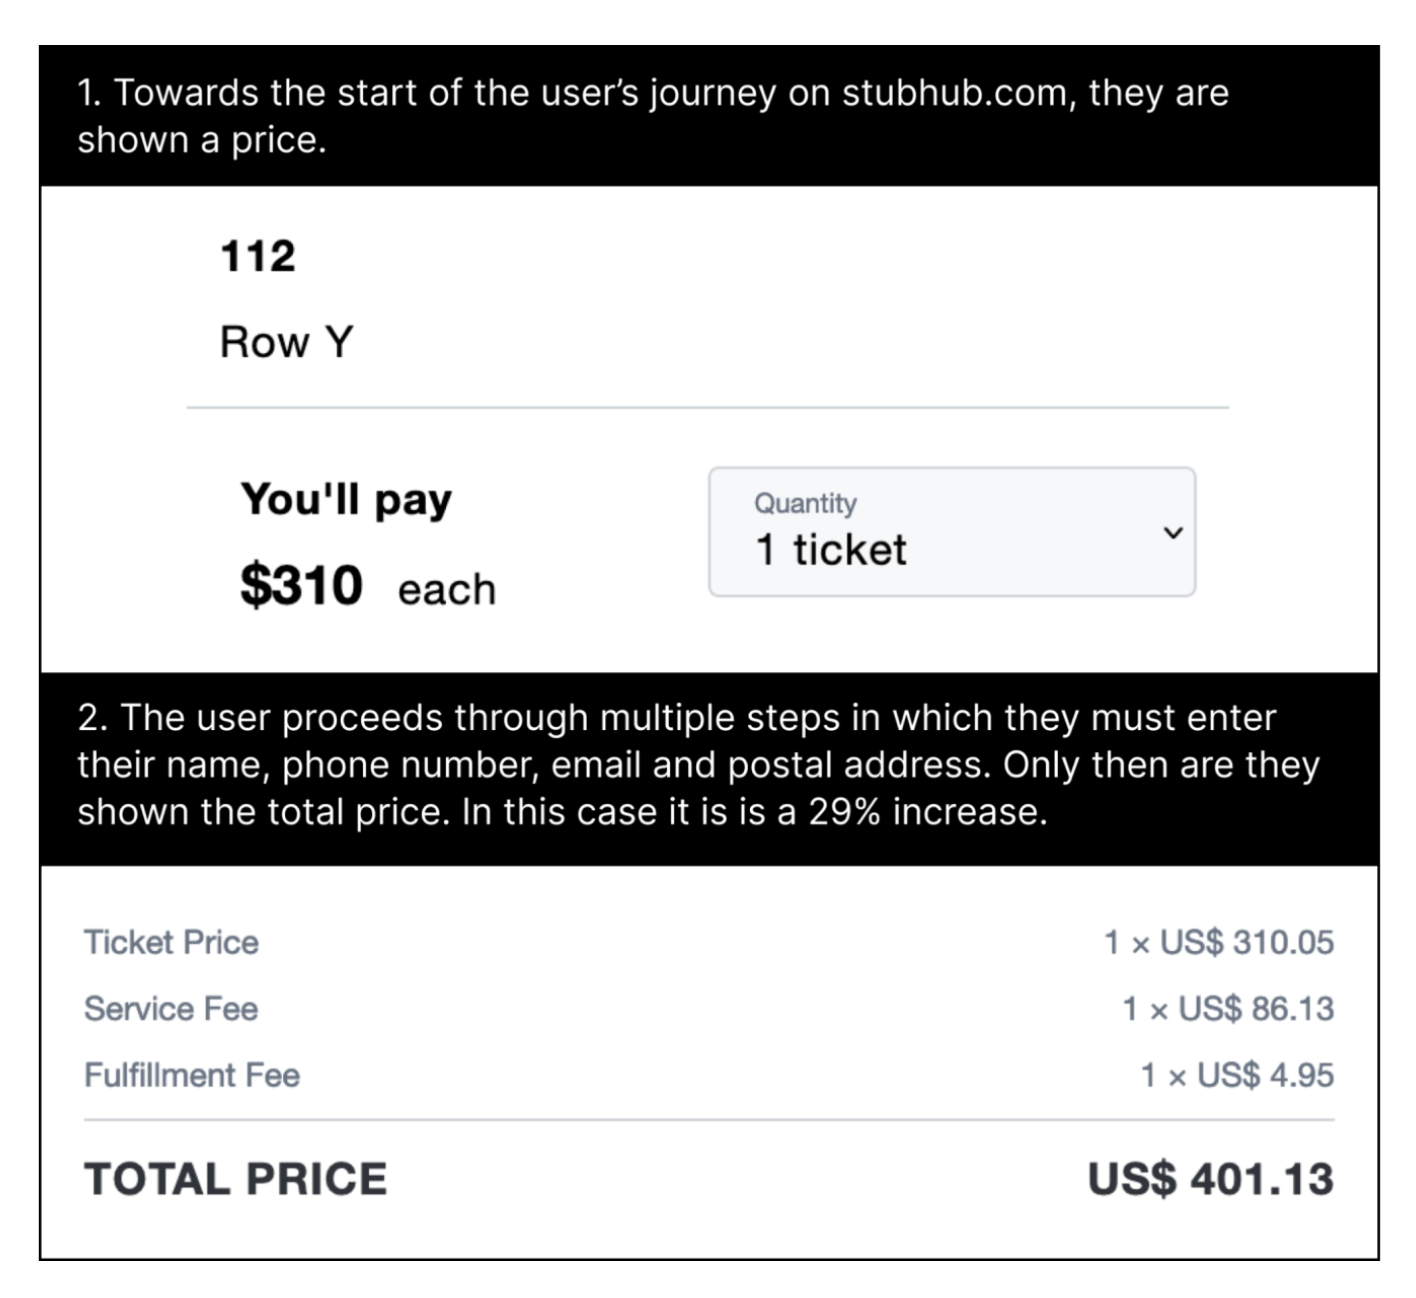 1. Towards the start of the user’s journey on stubhub.com, they are
shown a price.
112
Row Y
You'll pay
$310 each
Quantity
1 ticket
2. The user proceeds through multiple steps in which they must enter
their name, phone number, email and postal address. Only then are they
shown the total price. In this case it is is a 29% increase.
Ticket Price 1 × US$ 310.05
Service Fee 1 × US$ 86.13
Fulfillment Fee 1 × US$ 4.95
TOTAL PRICE US$ 401.13